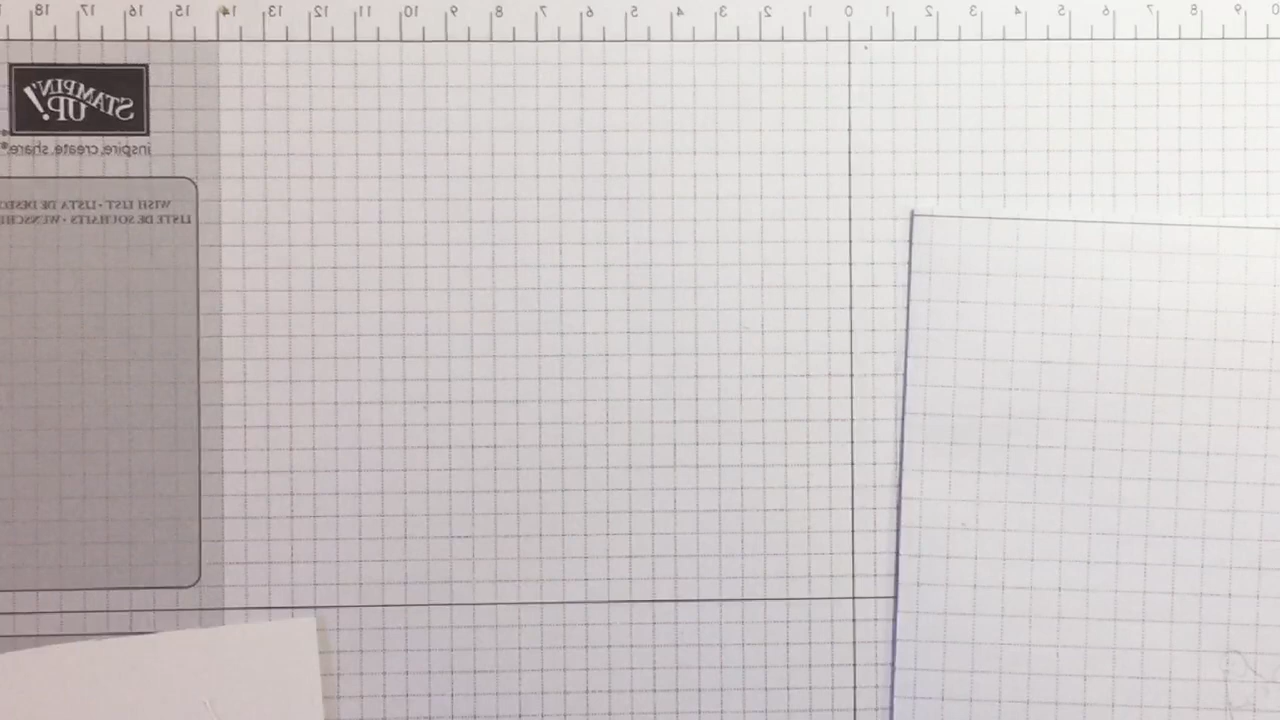 18 17 16 15 14 13 12 11 10 9 8 7 6 5 4 3 2 1 0 1 2 3 4 5 6 7 8 9
STAMPIN'
UP!
inspire.create.share.®
WISH LIST • LISTA DE
LISTE DE SOUHAITS •